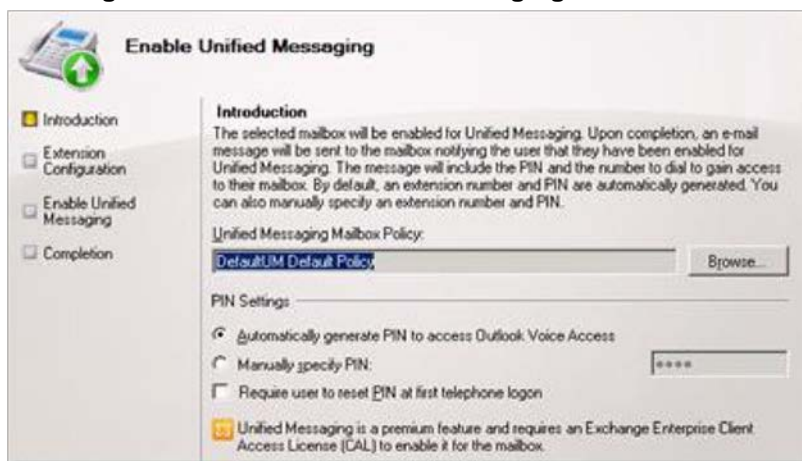 Enable Unified Messaging
Introduction
Extension
Configuration
Enable Unified
Messaging
Completion
Introduction
The selected mailbox will be enabled for Unified Messaging. Upon completion, an e-mail
message will be sent to the mailbox notifying the user that they have been enabled for
Unified Messaging. The message will include the PIN and the number to dial to gain access
to their mailbox. By default, an extension number and PIN are automatically generated. You
can also manually specify an extension number and PIN.
Unified Messaging Mailbox Policy:
DefaultUM Default Policy
Browse...
PIN Settings
Automatically generate PIN to access Outlook Voice Access
Manually specify PIN:
****
Require user to reset PIN at first telephone logon
Unified Messaging is a premium feature and requires an Exchange Enterprise Client
Access License (CAL) to enable it for the mailbox.